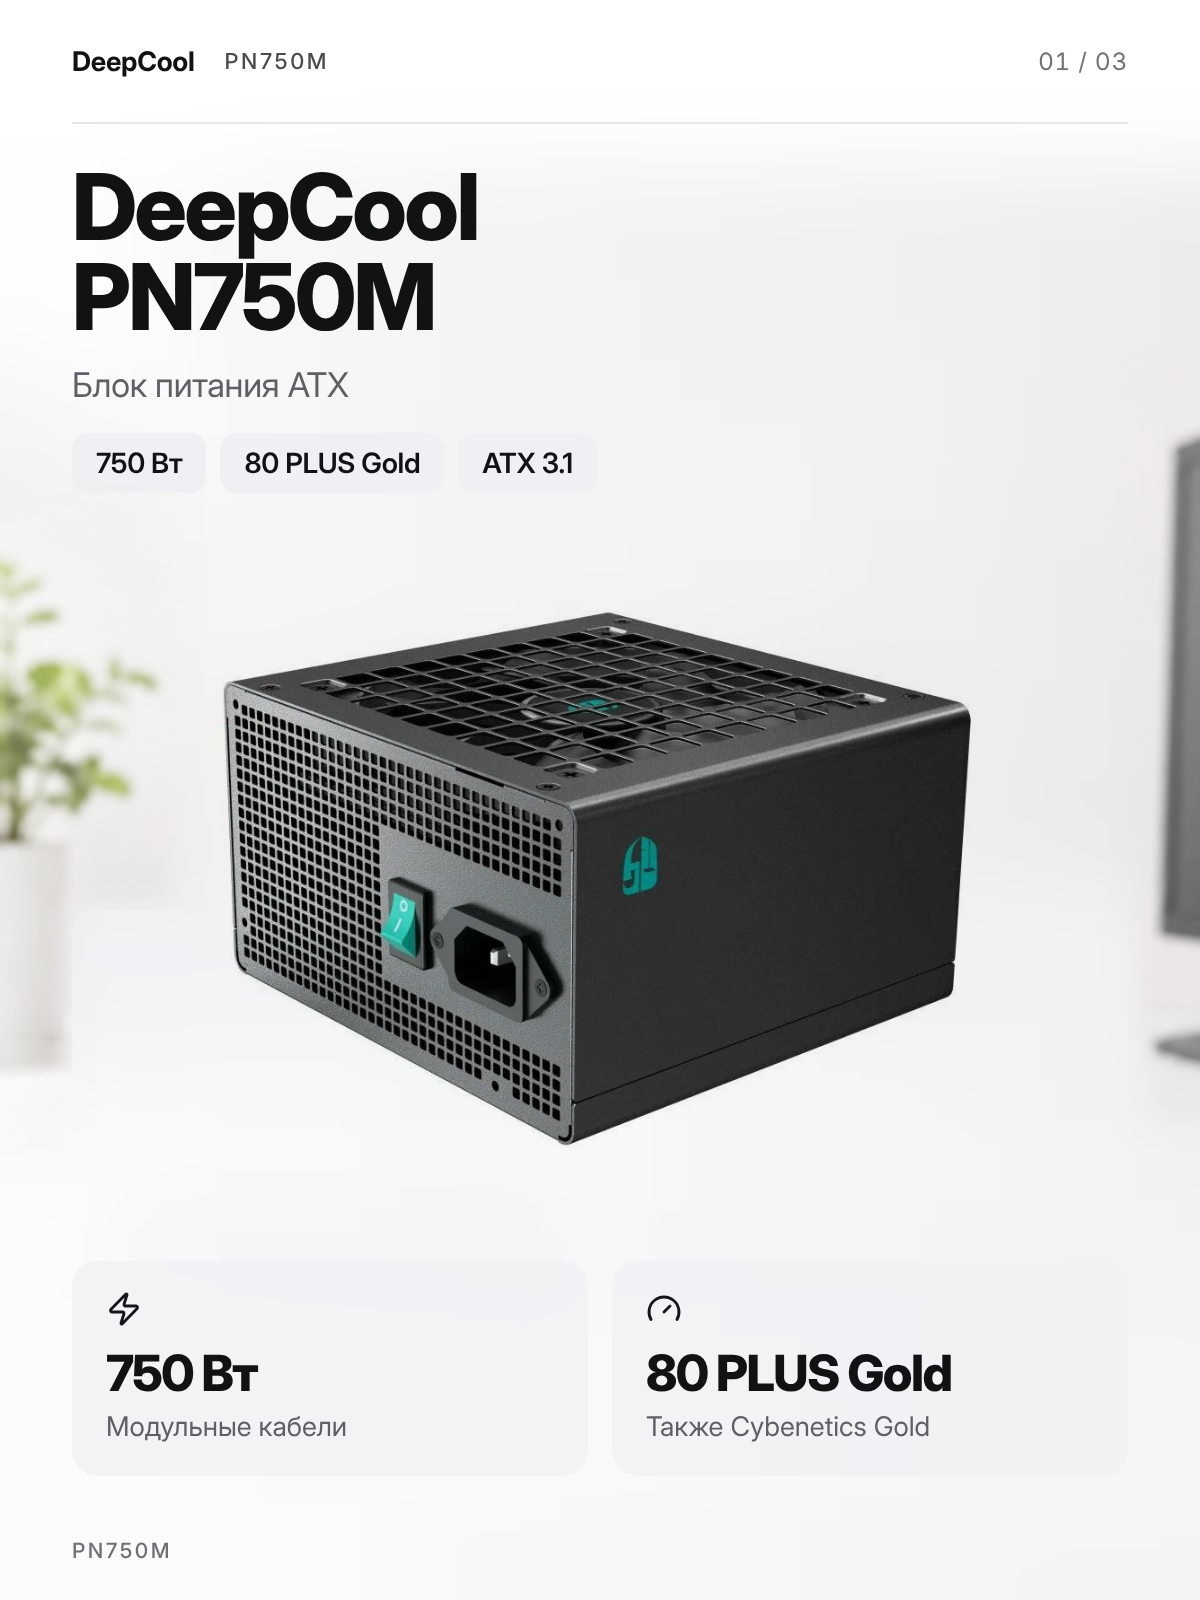 DeepCool PN750M 01 / 03
DeepCool
PN750M
Блок питания ATX
750 Вт 80 PLUS Gold ATX 3.1
750 Вт
Модульные кабели
80 PLUS Gold
Также Cybenetics Gold
PN750M